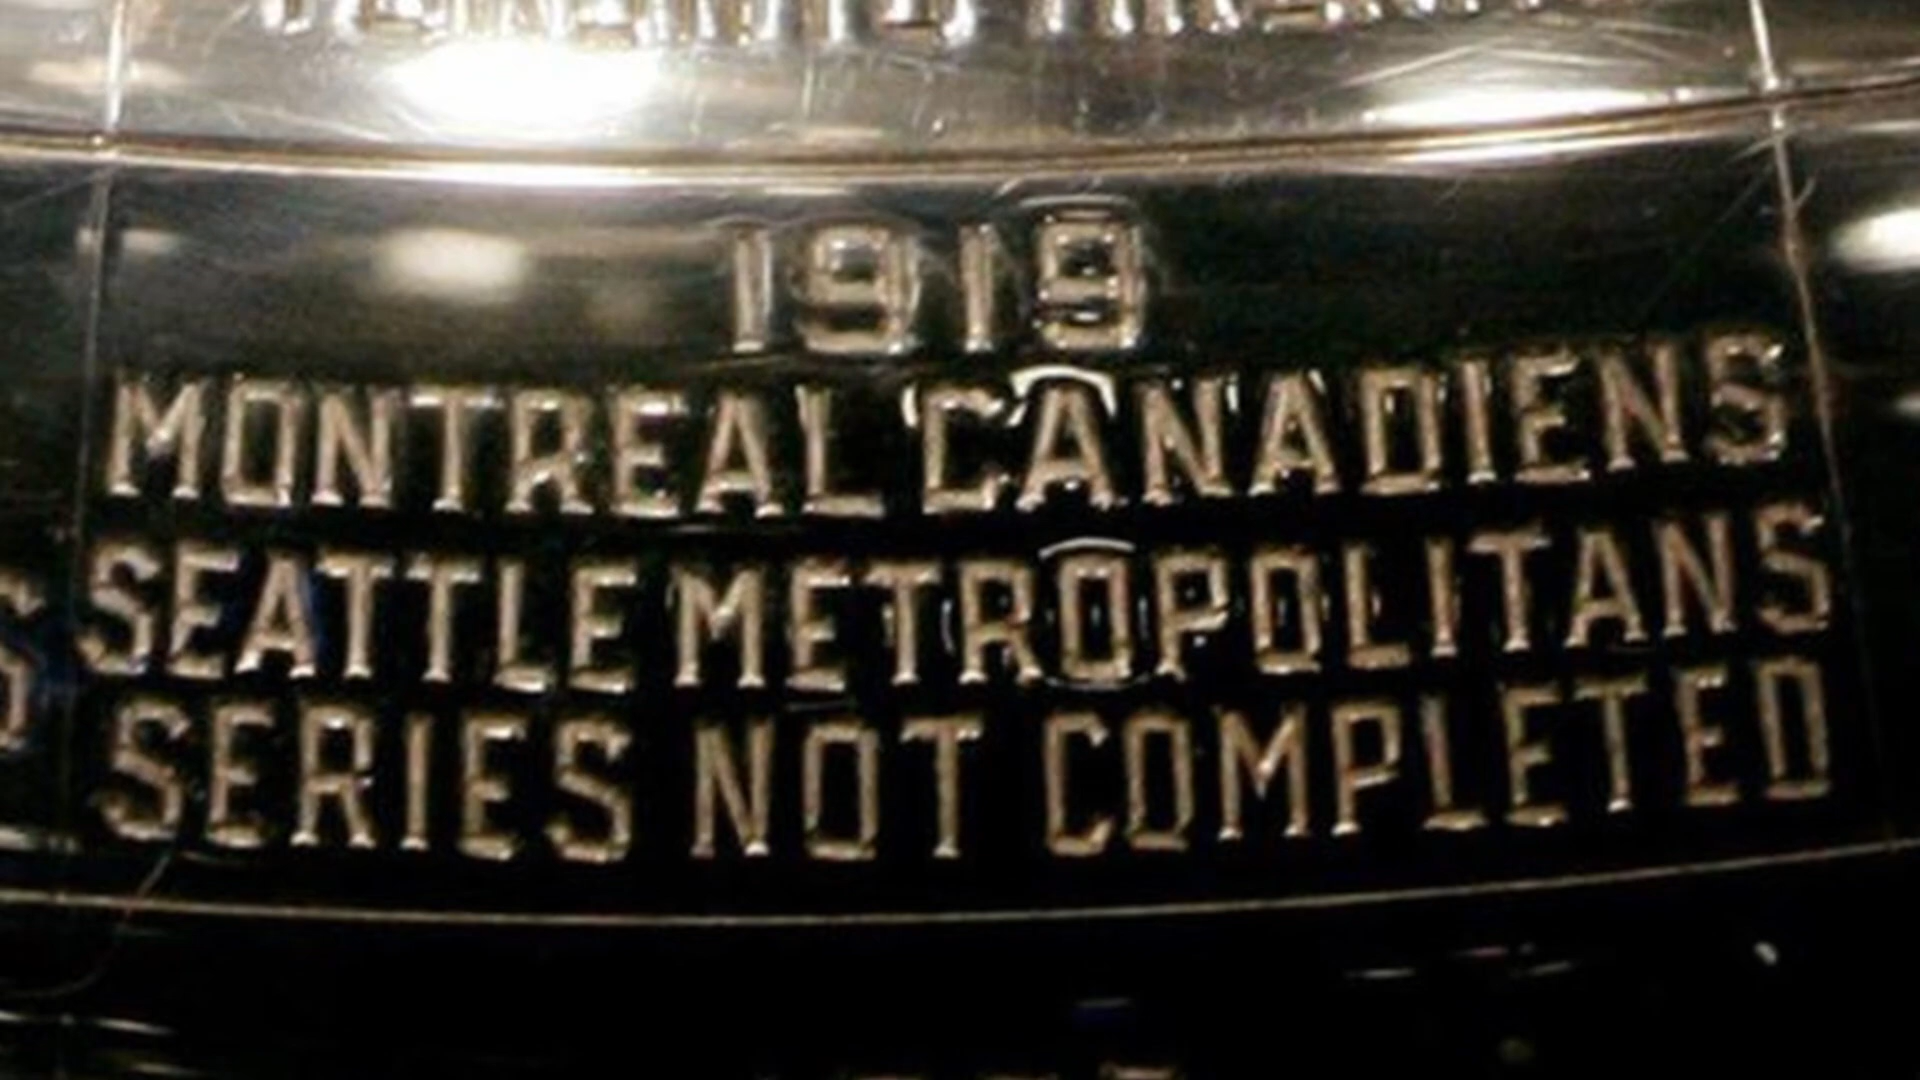 1919
MONTREAL CANADIENS
SEATTLE METROPOLITANS
SERIES NOT COMPLETED